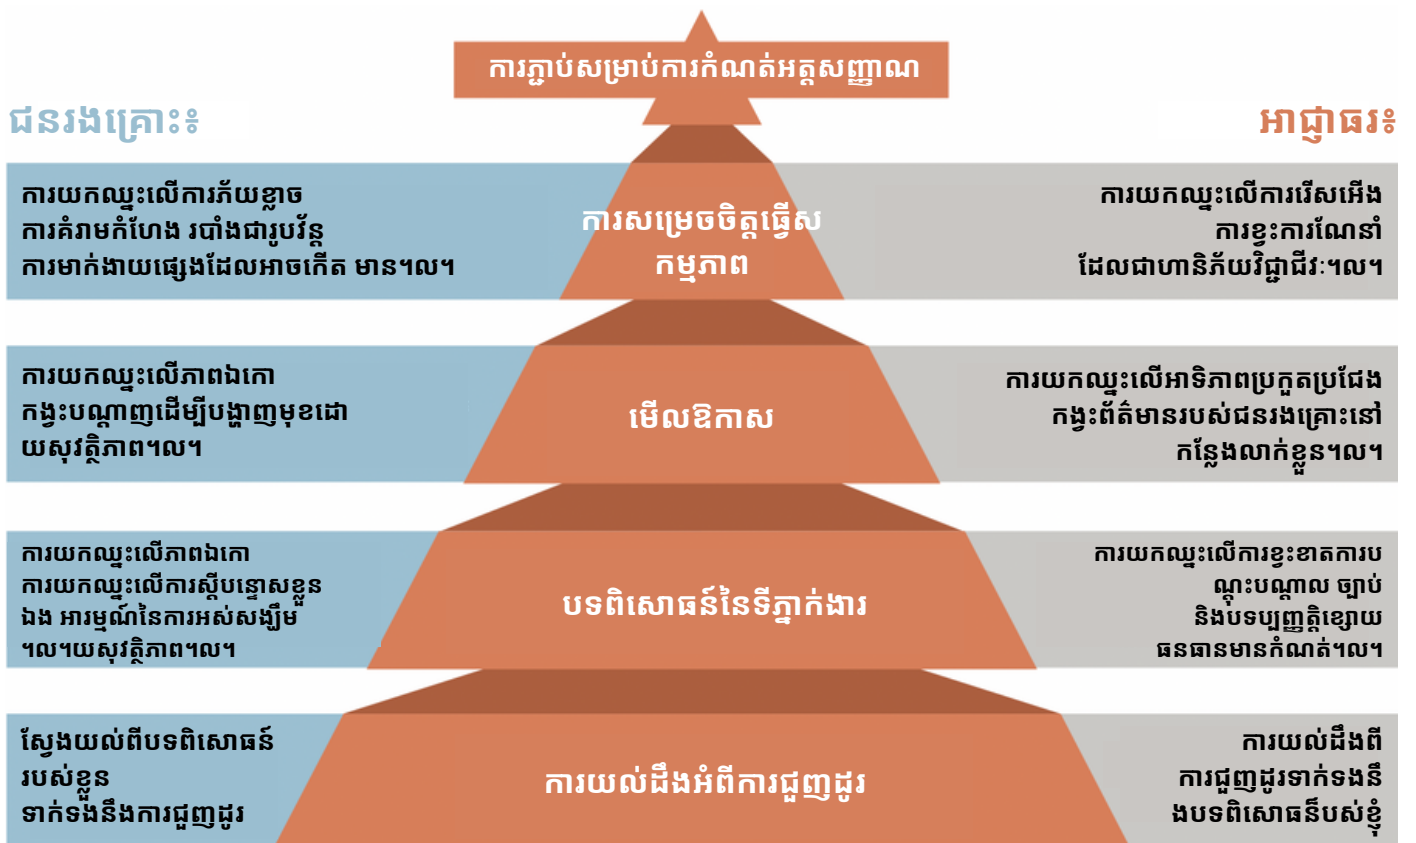 ការភ្ជាប់សម្រាប់ការកំណត់អត្តសញ្ញាណ
ជនរងគ្រោះ៖
អាជ្ញាធរ៖
ការយកឈ្នះលើការភ័យខ្លាច
ការគំរាមកំហែង របាំងជារូបវ័ន្ត
ការមាក់ងាយផ្សេងដែលអាចកើត មាន។ល។
ការសម្រេចចិត្តធ្វើស
កម្មភាព
ការយកឈ្នះលើការរើសអើង
ការខ្វះការណែនាំ
ដែលជាហានិភ័យវិជ្ជាជីវៈ។ល។
ការយកឈ្នះលើភាពឯកោ
កង្វះបណ្តាញដើម្បីបង្ហាញមុខដោ
យសុវត្ថិភាព។ល។
មើលឱកាស
ការយកឈ្នះលើអាទិភាពប្រកួតប្រជែង
កង្វះព័ត៌មានរបស់ជនរងគ្រោះនៅ
កន្លែងលាក់ខ្លួន។ល។
ការយកឈ្នះលើភាពឯកោ
ការយកឈ្នះលើការស្តីបន្ទោសខ្លួន
ឯង អារម្មណ៍នៃការអស់សង្ឃឹម
។ល។យសុវត្ថិភាព។ល។
បទពិសោធន៍នៃទីភ្នាក់ងារ
ការយកឈ្នះលើការខ្វះខាតការប
ណ្តុះបណ្តាល ច្បាប់
និងបទប្បញ្ញត្តិខ្សោយ
ធនធានមានកំណត់។ល។
ស្វែងយល់ពីបទពិសោធន៍
របស់ខ្លួន
ទាក់ទងនឹងការជួញដូរ
ការយល់ដឹងអំពីការជួញដូរ
ការយល់ដឹងពី
ការជួញដូរទាក់ទងនឹ
ងបទពិសោធន៏បស់ខ្ញុំ